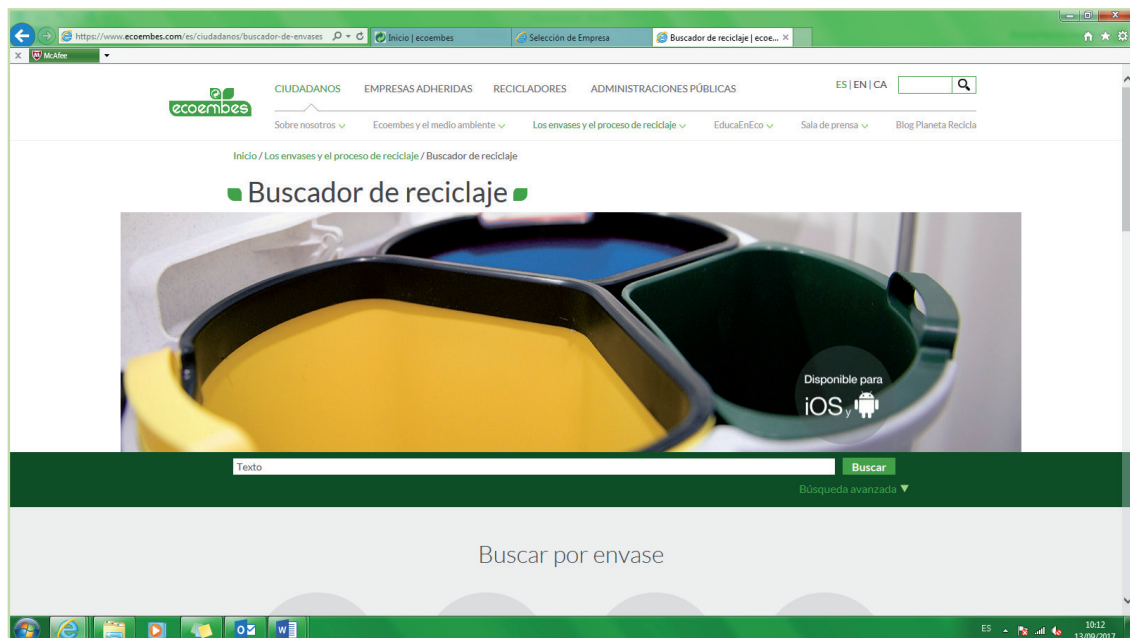 https://www.ecoembes.com/es/ciudadanos/buscador-de-envases
Inicio | ecoembes
Selección de Empresa
Buscador de reciclaje | ecoe...
McAfee
ecoembes
CIUDADANOS EMPRESAS ADHERIDAS RECICLADORES ADMINISTRACIONES PÚBLICAS
ES | EN | CA
Sobre nosotros Ecoembes y el medio ambiente Los envases y el proceso de reciclaje EducaEnEco Sala de prensa Blog Planeta Recicla
Inicio / Los envases y el proceso de reciclaje / Buscador de reciclaje
Buscador de reciclaje
Disponible para
iOS y
Texto
Buscar
Búsqueda avanzada
Buscar por envase
ES
10:12
13/09/2017